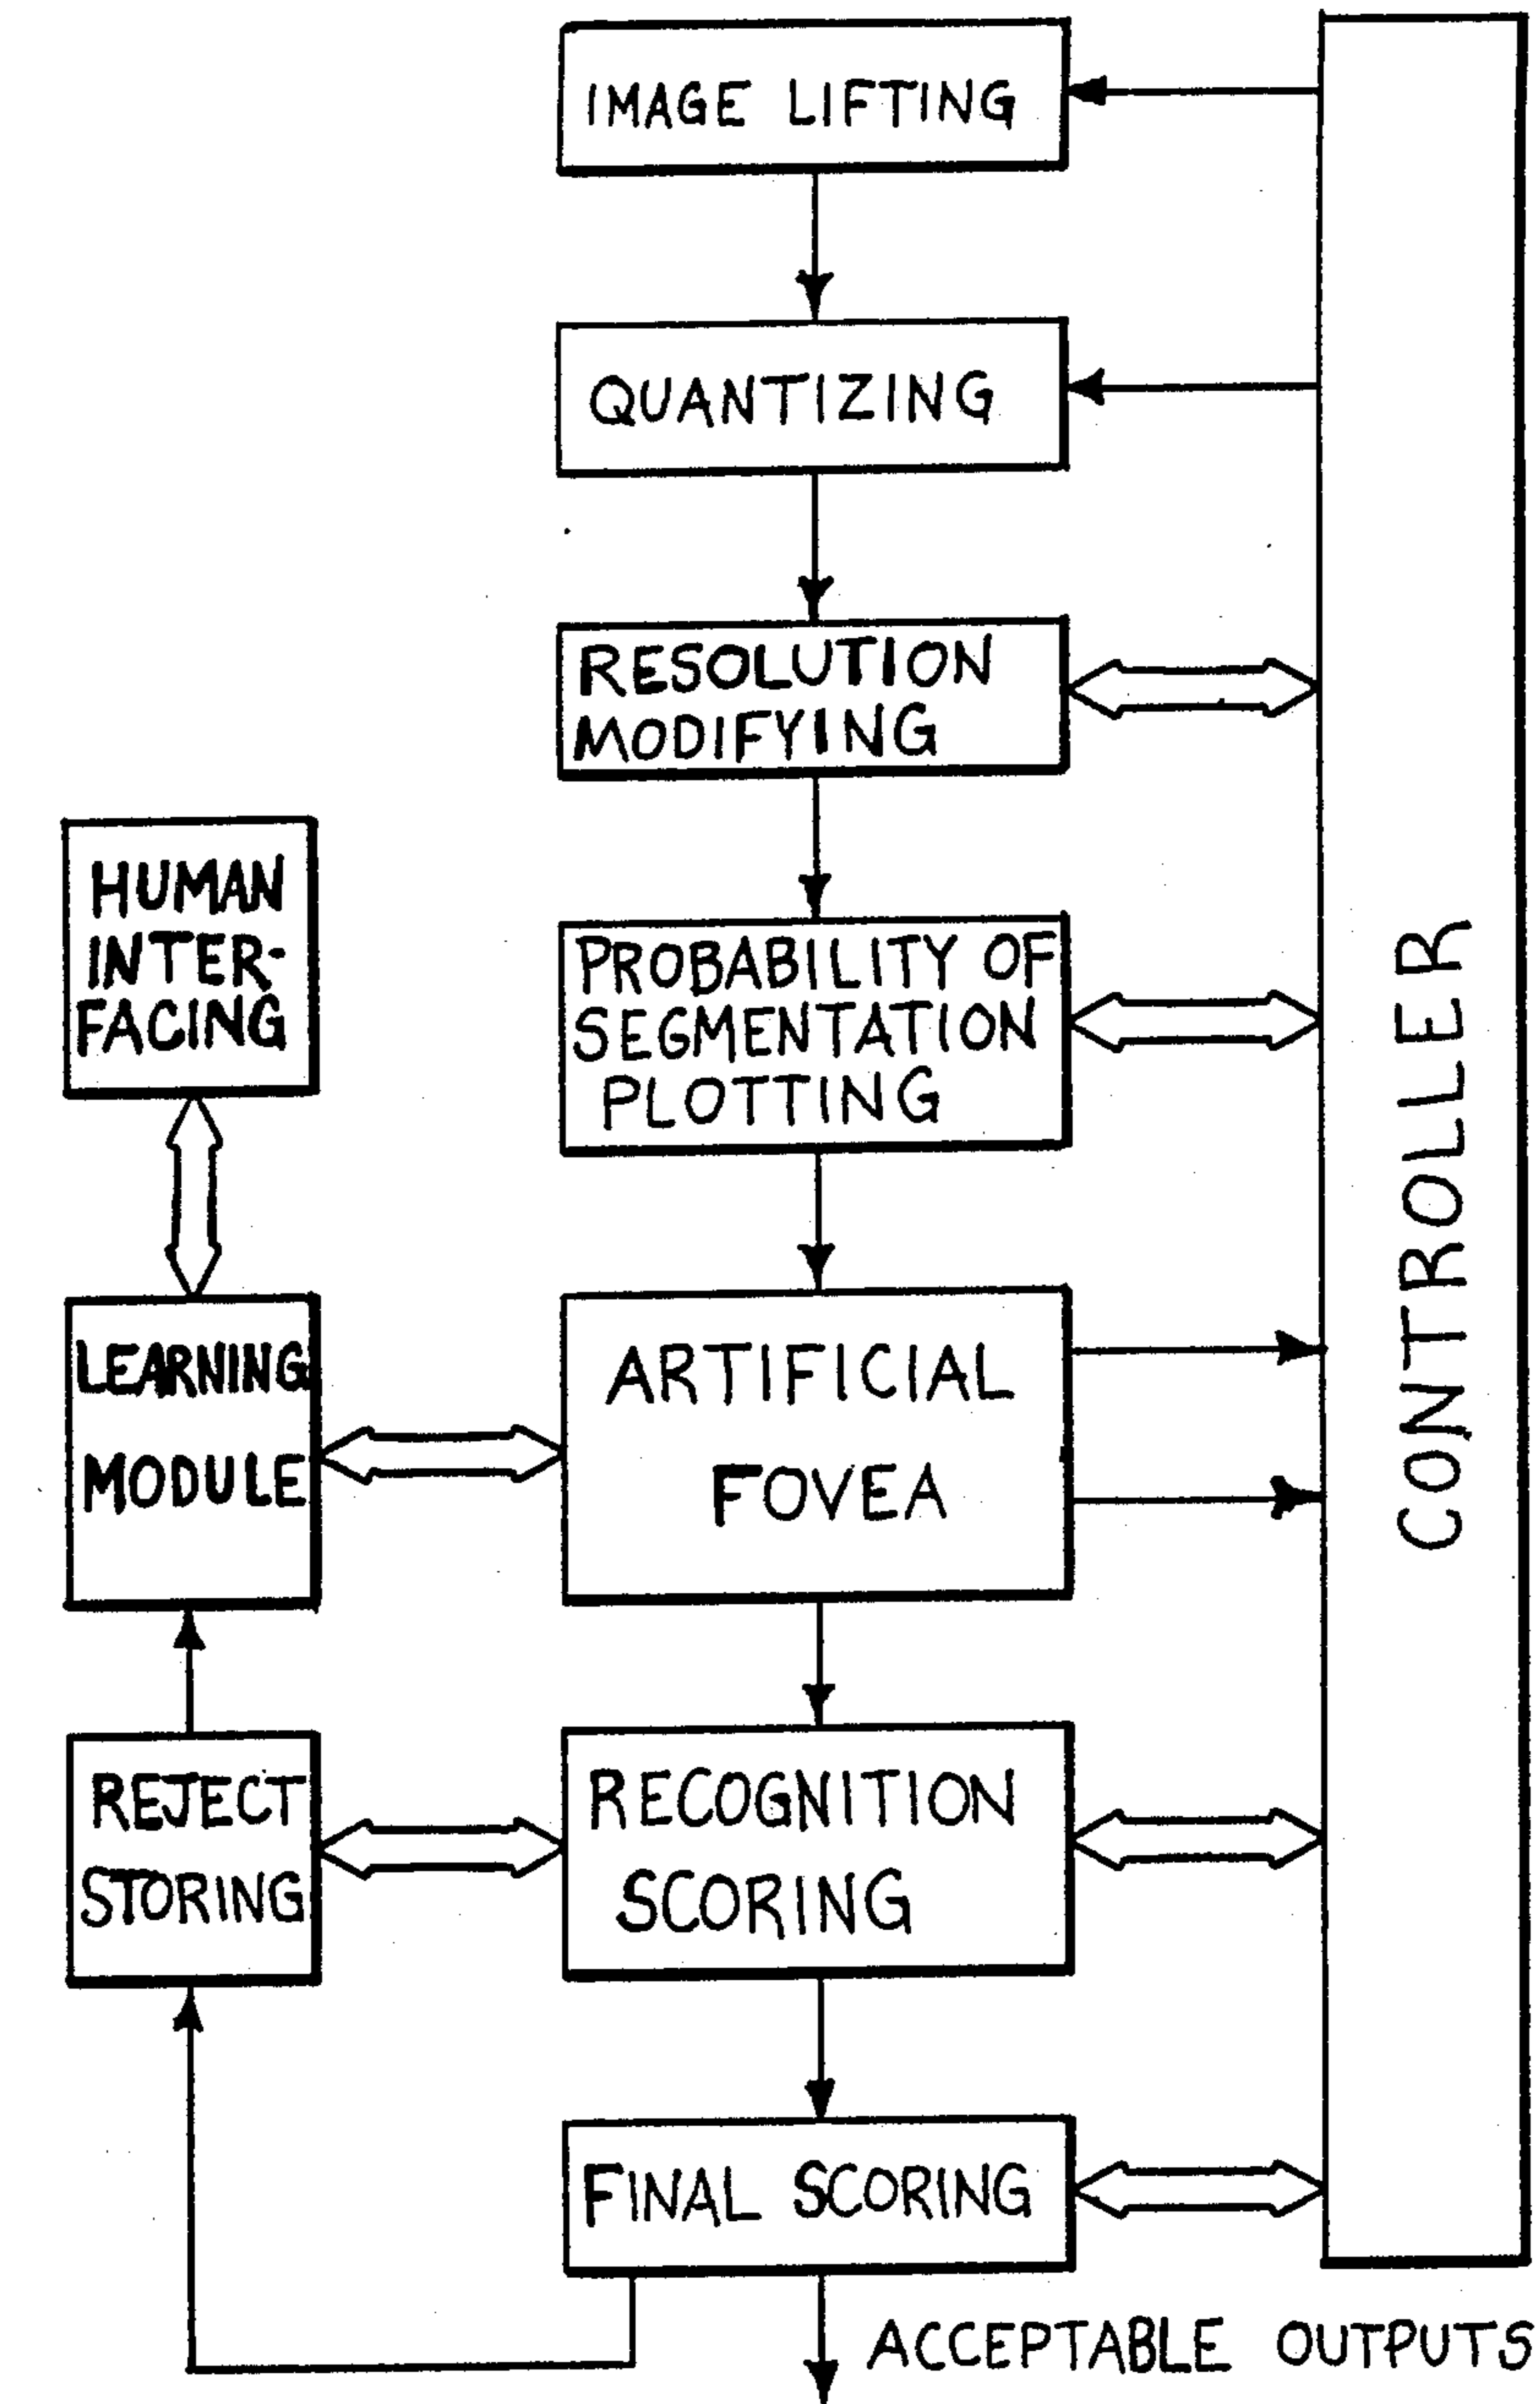 IMAGE LIFTING
QUANTIZING
RESOLUTION
MODIFYING
HUMAN
INTER-
FACING
PROBABILITY OF
SEGMENTATION
PLOTTING
CONTROLLER
LEARNING
MODULE
ARTIFICIAL
FOVEA
REJECT
STORING
RECOGNITION
SCORING
FINAL SCORING
ACCEPTABLE OUTPUTS